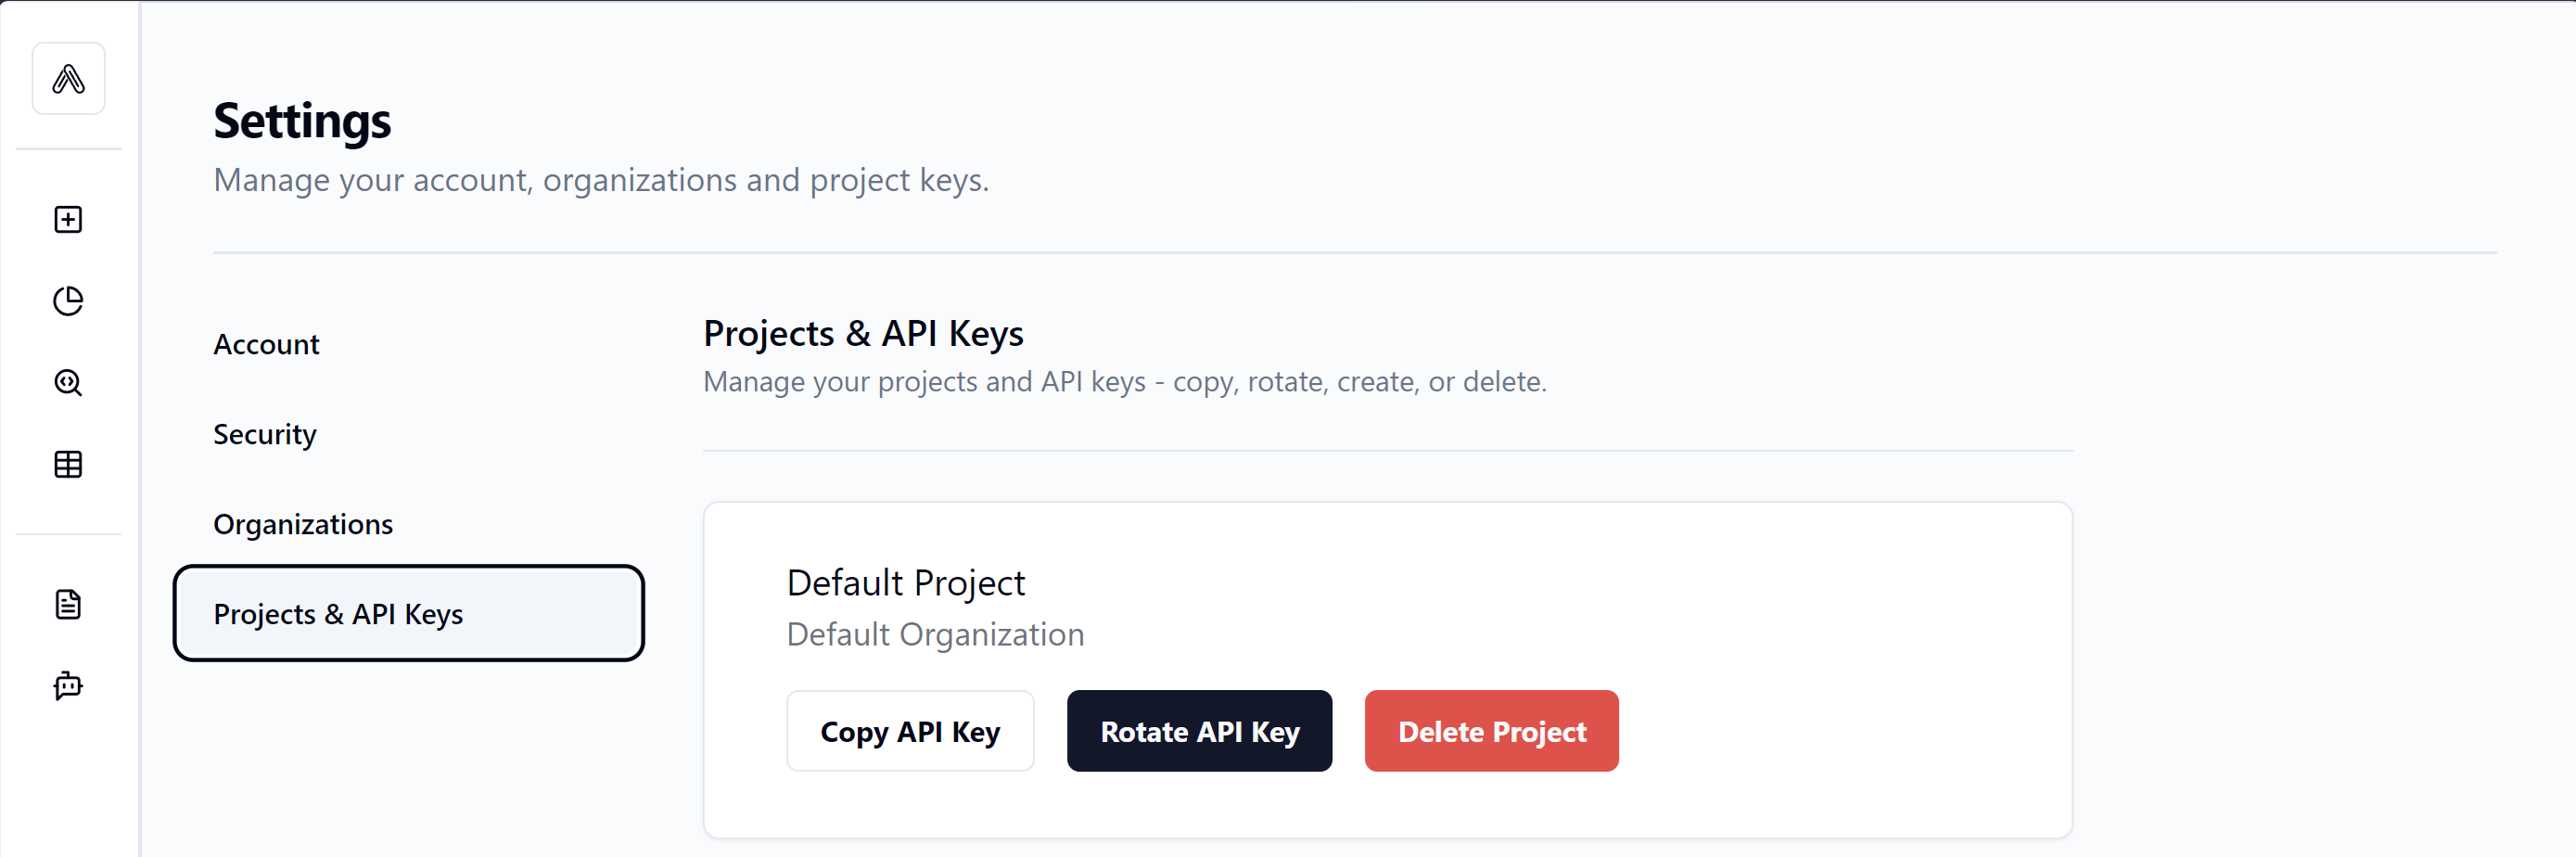 Settings
Manage your account, organizations and project keys.
Account
Security
Organizations
Projects & API Keys
Projects & API Keys
Manage your projects and API keys - copy, rotate, create, or delete.
Default Project
Default Organization
Copy API Key
Rotate API Key
Delete Project